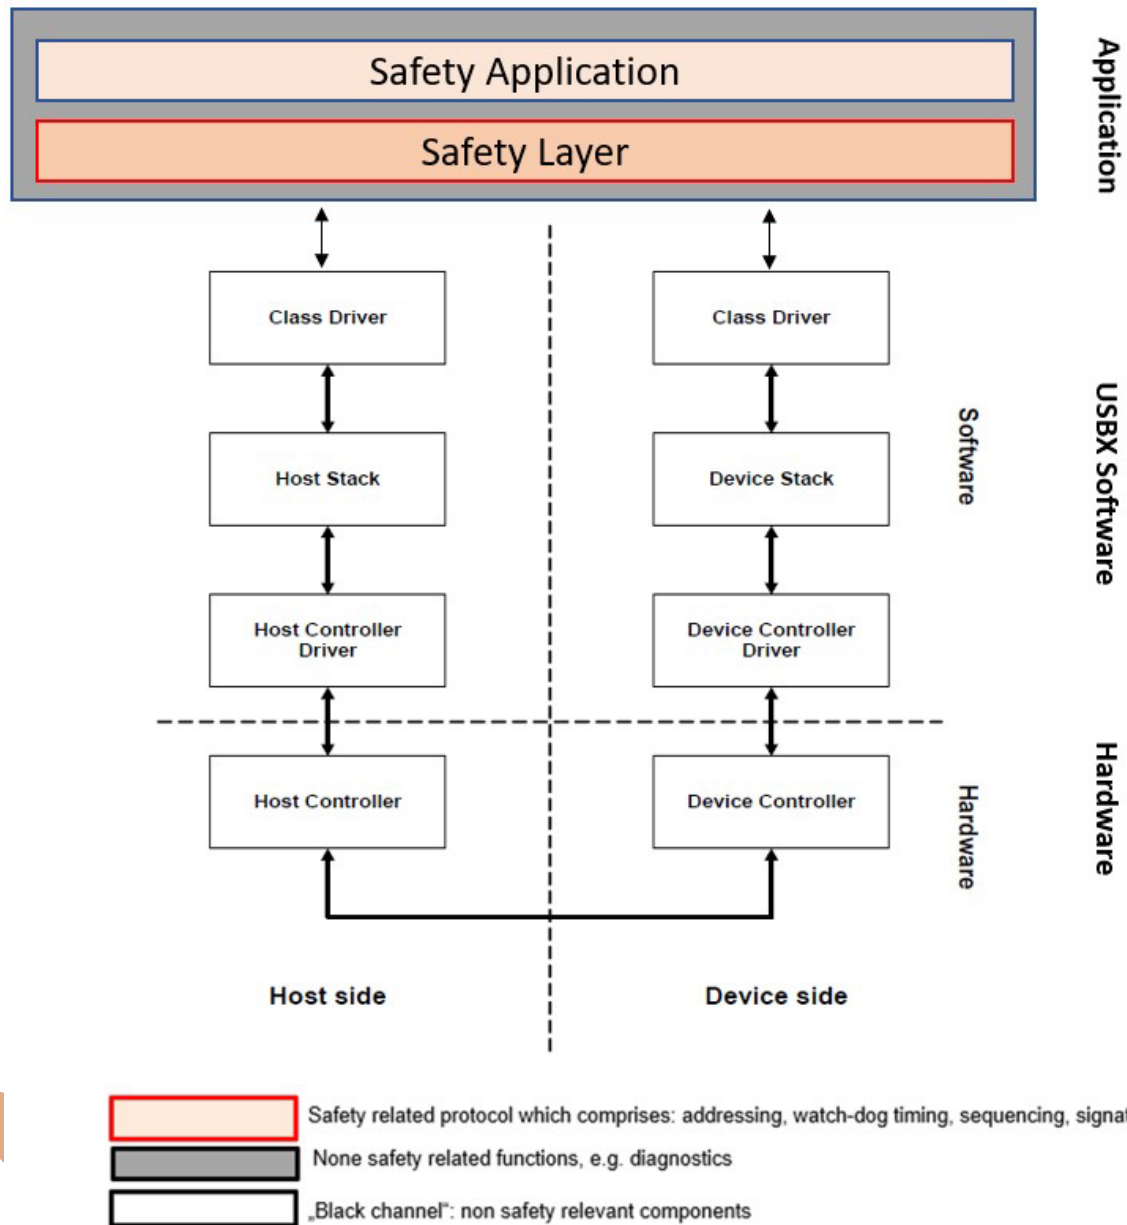 Safety Application
Safety Layer
Application
Class Driver
Class Driver
Host Stack
Device Stack
Software
USBX Software
Host Controller
Driver
Device Controller
Driver
Host Controller
Device Controller
Hardware
Hardware
Host side
Device side
Safety related protocol which comprises: addressing, watch-dog timing, sequencing,
None safety related functions, e.g. diagnostics
„Black channel“: non safety relevant components